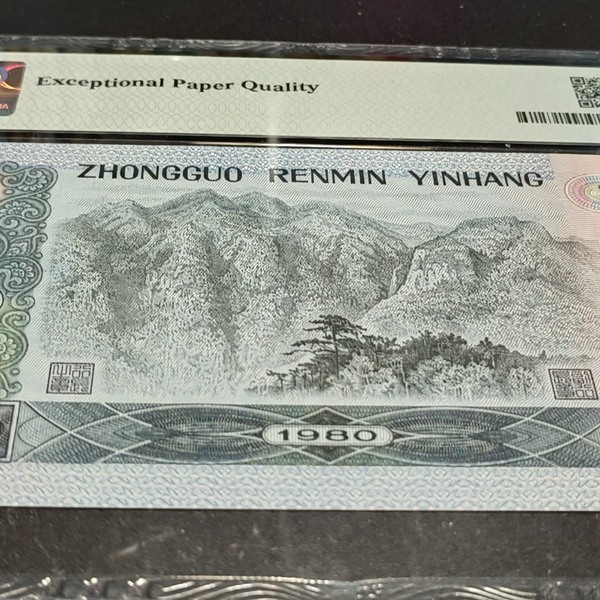 Exceptional Paper Quality
ZHONGGUO RENMIN YINHANG
1980